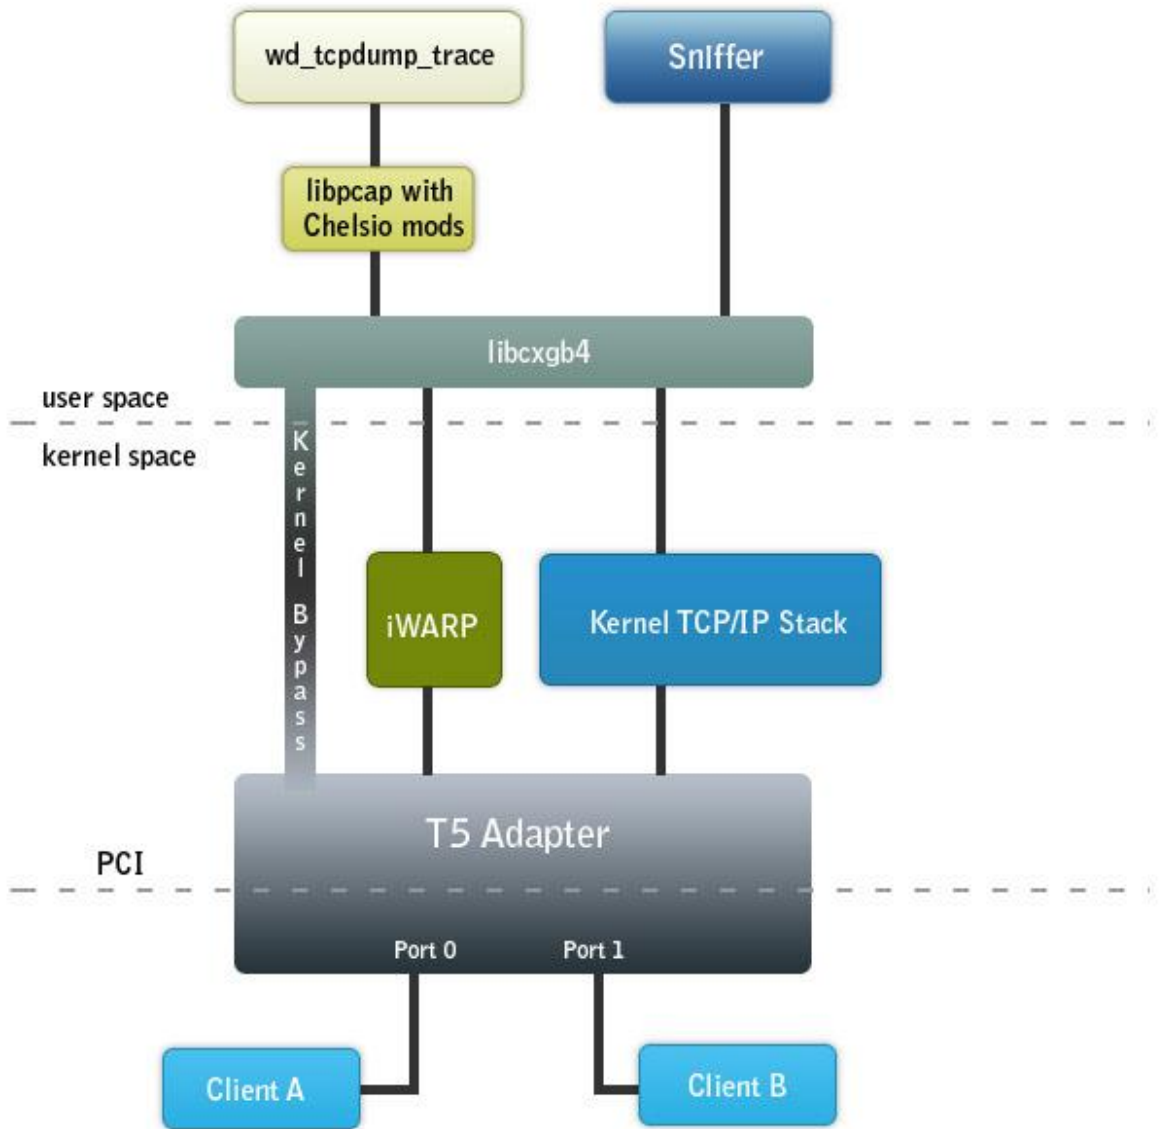 wd_tcpdump_trace
Sniffer
libpcap with
Chelsio mods
libcxgb4
user space
kernel space
Kernel Bypass
iWARP
Kernel TCP/IP Stack
T5 Adapter
PCI
Port 0
Port 1
Client A
Client B